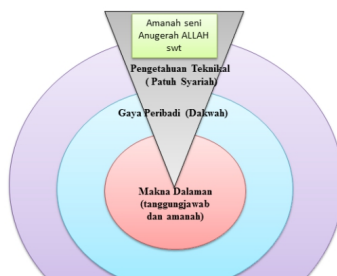 Amanah seni
Anugerah ALLAH
swt
Pengetahuan Teknikal
( Patuh Syariah)
Gaya Peribadi (Dakwah)
Makna Dalaman
(tanggungjawab
dan amanah)